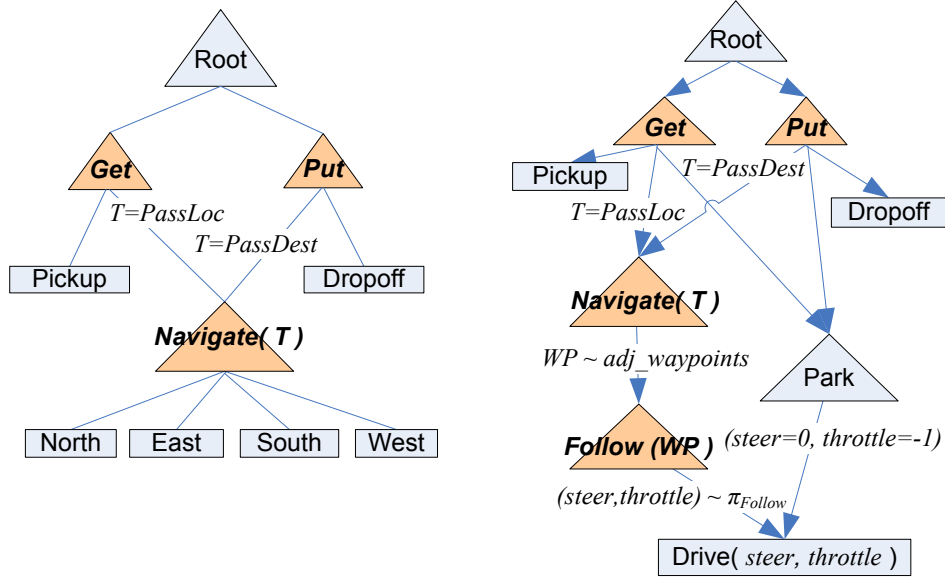 Root
Get
Put
T=PassLoc
T=PassDest
Pickup
Dropoff
Navigate( T )
North
East
South
West
Root
Get
Put
Pickup
T=PassDest
T=PassLoc
Dropoff
Navigate( T )
WP ~ adj_waypoints
Park
Follow (WP )
(steer=0, throttle=-1)
(steer,throttle) ~ πFollow
Drive( steer, throttle )